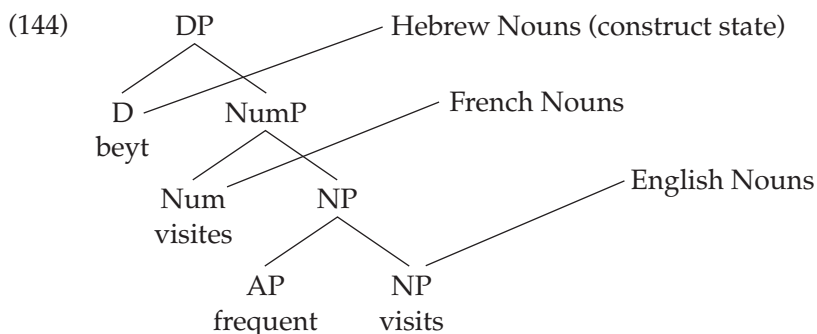 (144) DP Hebrew Nouns (construct state)
D NumP French Nouns
beyt
Num NP English Nouns
visites
AP NP
frequent visits